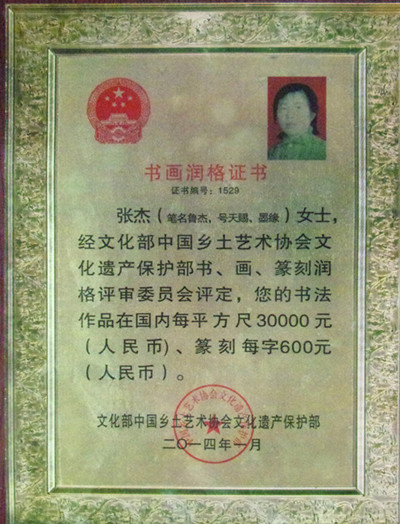 书画润格证书
证书编号：1529
张杰（笔名鲁杰，号天赐、墨缘）女士，
经文化部中国乡土艺术协会文
化遗产保护部书、画、篆刻润
格评审委员会评定，您的书法
作品在国内每平方尺30000元
（人民币）、篆刻每字600元
（人民币）。
文化部中国乡土艺术协会文化遗产保护部
二〇一四年一月